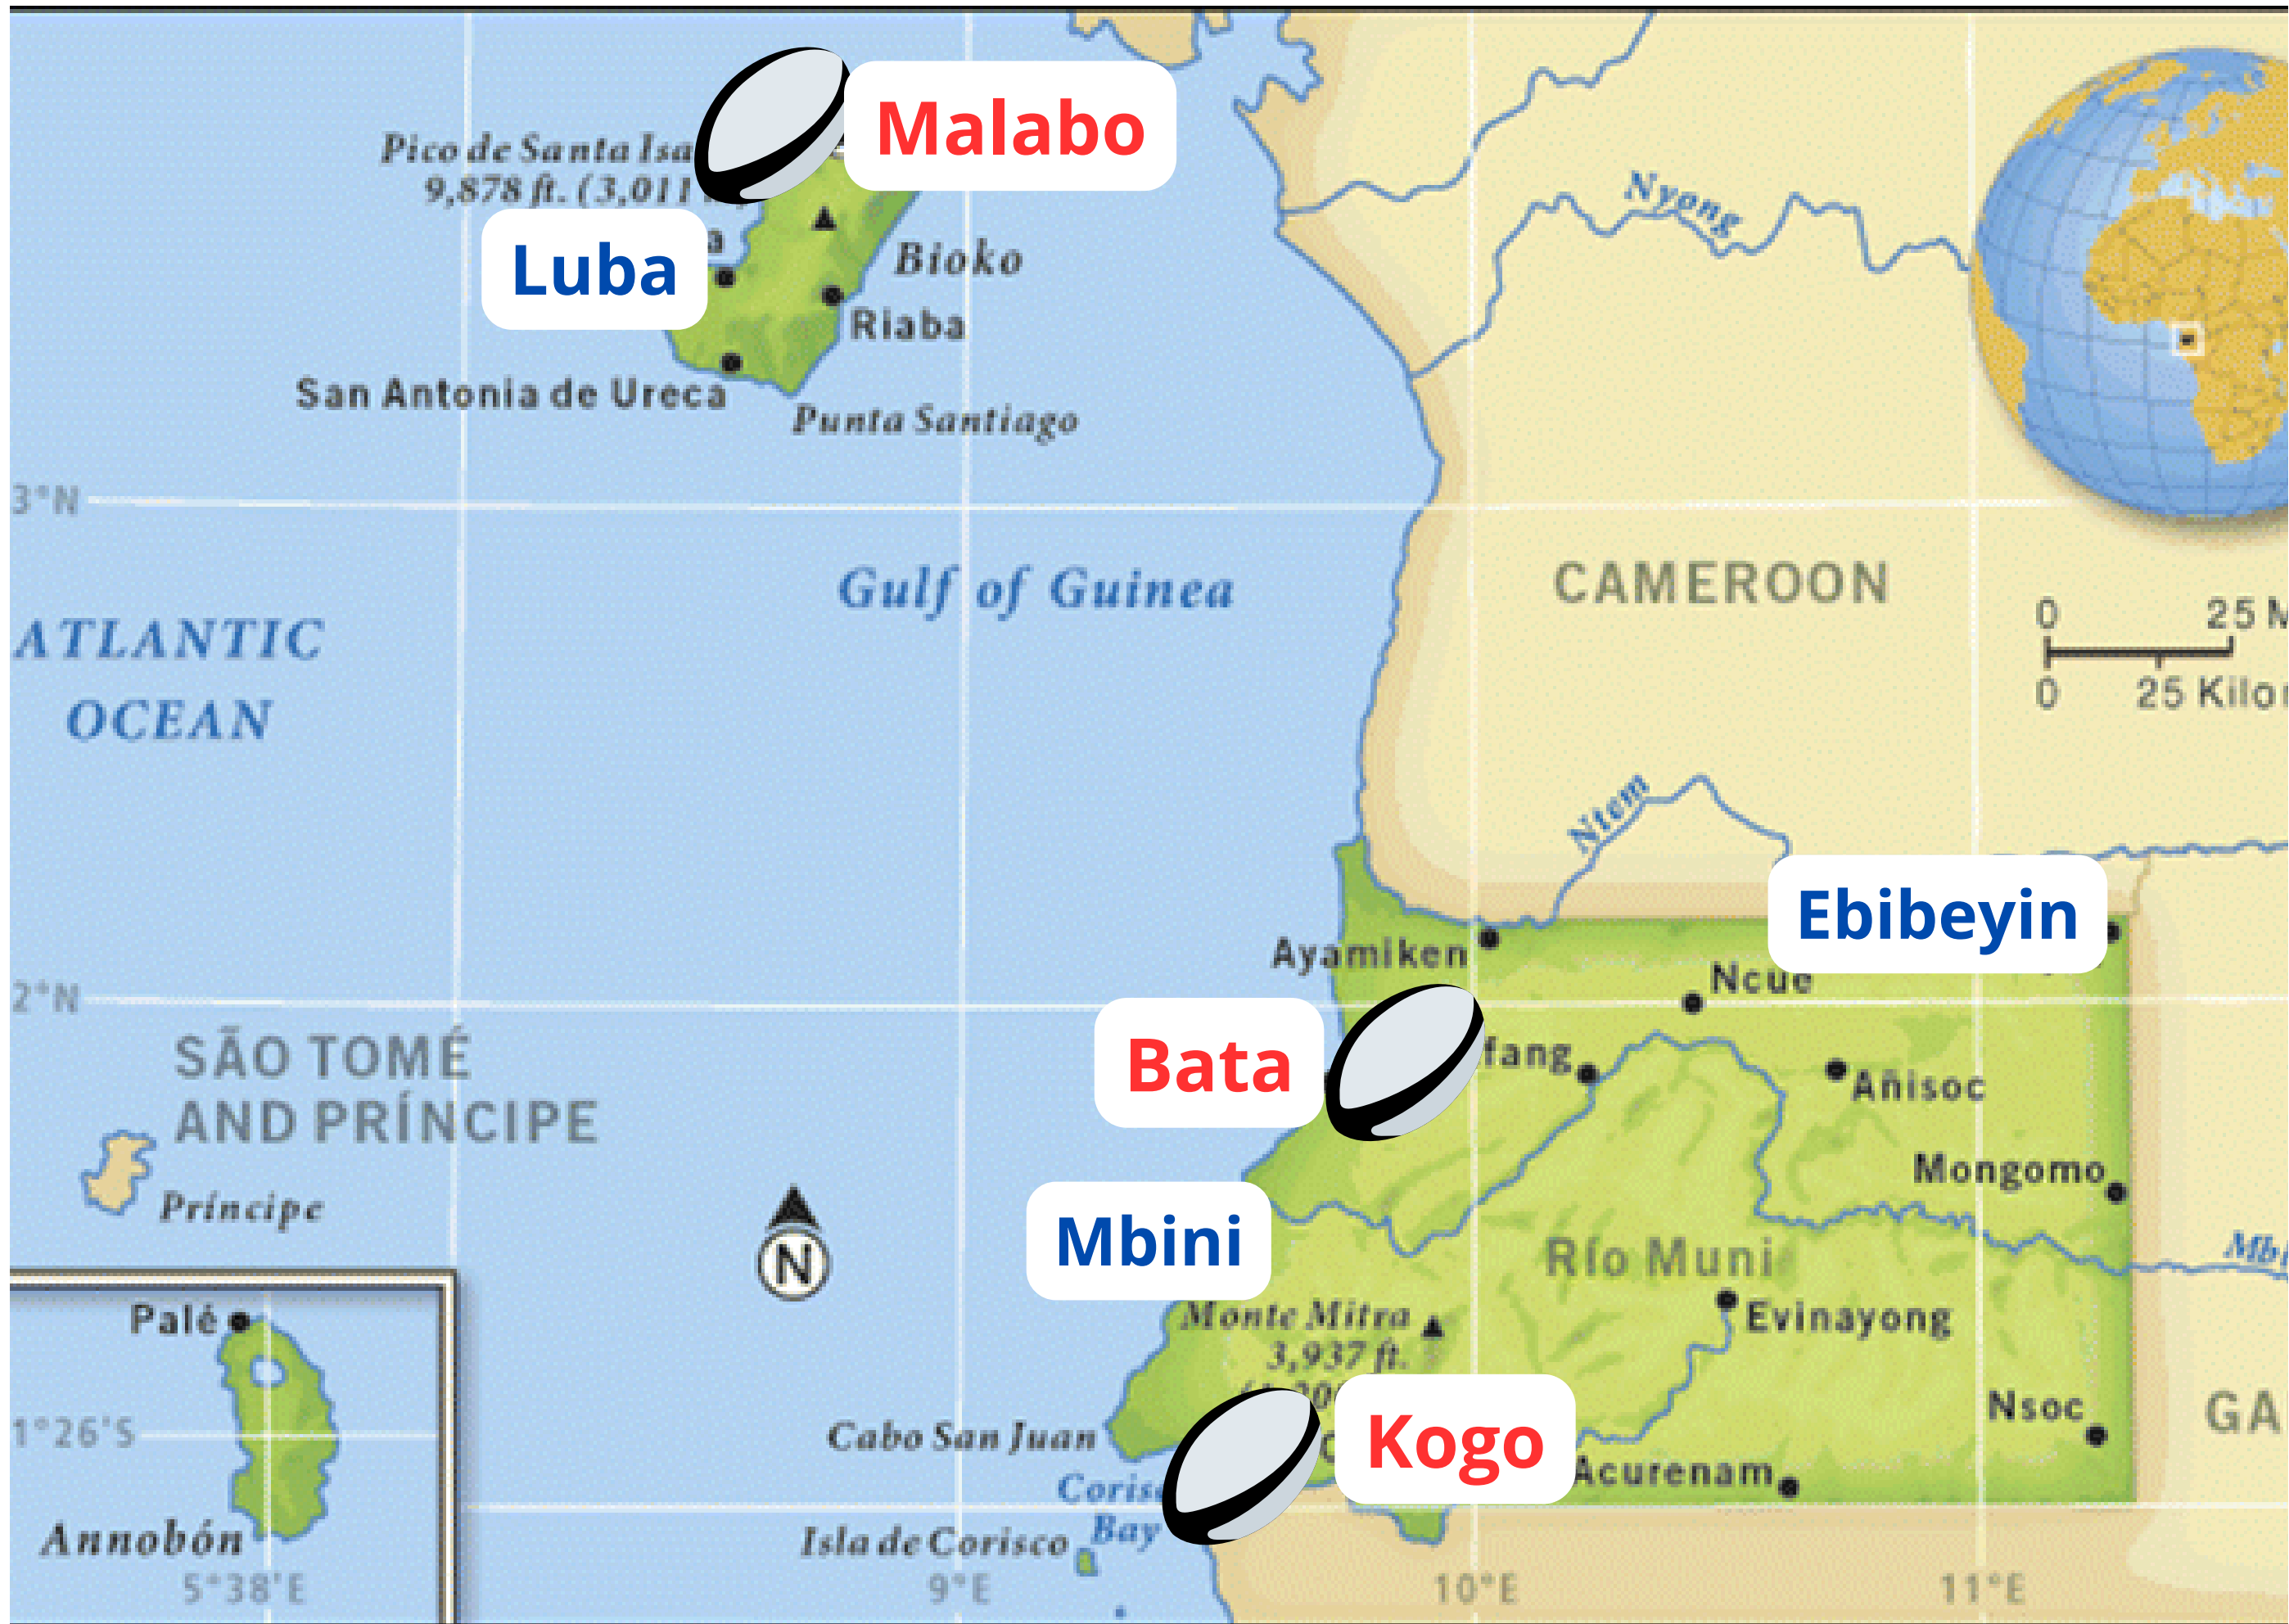 Malabo
Pico de Santa
9,878 ft. (3,011
Luba
Bioko
Riaba
San Antonia de Ureca
Punta Santiago
Nyong
3°N
Gulf of Guinea
CAMEROON
0 25
0 25
ATLANTIC
OCEAN
Ntem
Ebibeyin
Ayamiken
Ncue
2°N
Bata
Añisoc
SÃO TOMÉ
AND PRÍNCIPE
Príncipe
Mongomo
Mbini
N
Río Muni
Monte Mitra
3,937 ft.
Evinayong
Palé
Kogo
Nsoc
1°26'S
Cabo San Juan
Acurenam
Bay
Isla de Corisco
Annobón
5°38'E
9°E
10°E
11°E